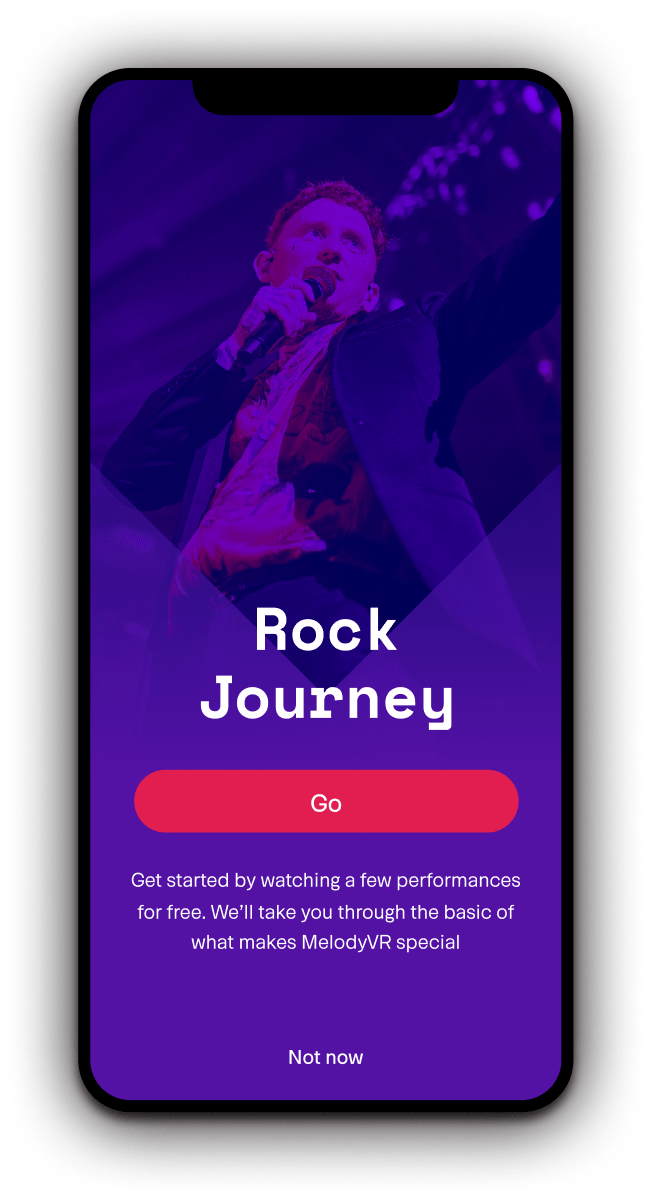 Rock
Journey
Go
Get started by watching a few performances
for free. We’ll take you through the basic of
what makes MelodyVR special
Not now